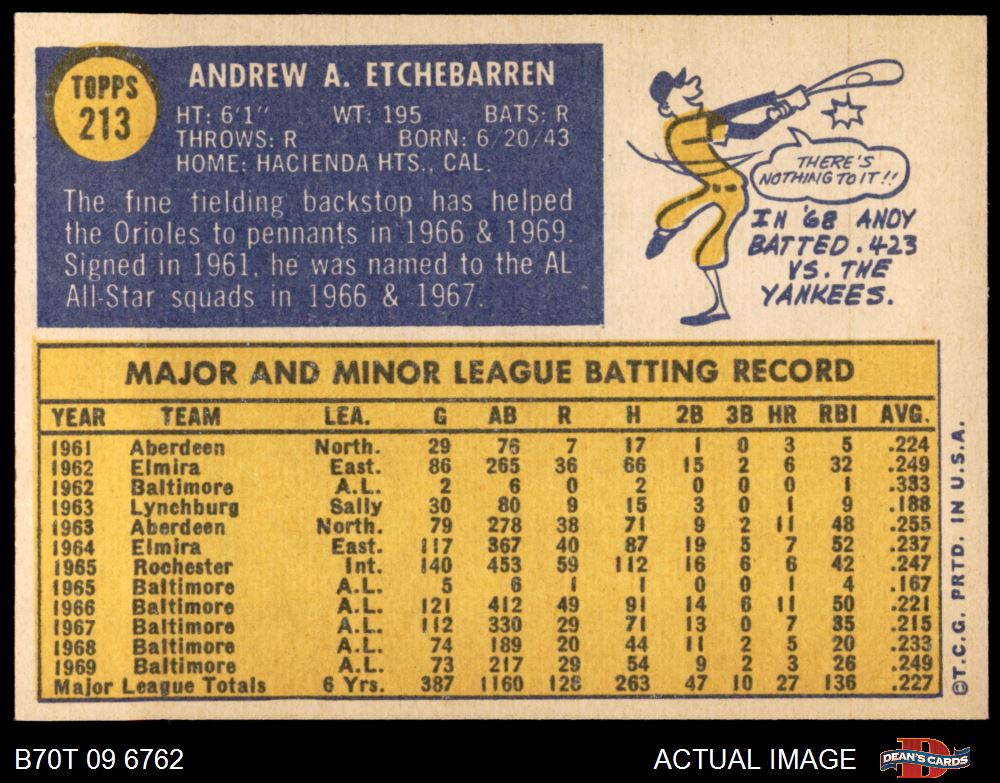 TOPPS
213
ANDREW A. ETCHEBARREN
HT: 6'1" WT: 195 BATS: R
THROWS: R BORN: 6/20/43
HOME: HACIENDA HTS., CAL.
The fine fielding backstop has helped
the Orioles to pennants in 1966 & 1969.
Signed in 1961, he was named to the AL
All-Star squads in 1966 & 1967.
THERE'S
NOTHING TO IT!!
IN '68 ANDY
BATTED .423
VS. THE
YANKEES.
MAJOR AND MINOR LEAGUE BATTING RECORD
YEAR TEAM LEA. G AB R H 2B 3B HR RBI AVG.
1961 Aberdeen North. 29 76 7 17 1 0 3 5 .224
1962 Elmira East. 86 265 36 66 15 2 6 32 .249
1962 Baltimore A.L. 2 6 0 2 0 0 0 1 .333
1963 Lynchburg Sally 30 80 9 15 3 0 1 9 .188
1963 Aberdeen North. 79 278 38 71 9 2 11 48 .255
1964 Elmira East. 117 367 40 87 19 5 7 52 .237
1965 Rochester Int. 140 453 59 112 16 6 6 42 .247
1965 Baltimore A.L. 5 6 1 1 0 0 1 4 .167
1966 Baltimore A.L. 121 412 49 91 14 6 11 50 .221
1967 Baltimore A.L. 112 330 29 71 13 0 7 35 .215
1968 Baltimore A.L. 74 189 20 44 11 2 5 20 .233
1969 Baltimore A.L. 73 217 29 54 9 2 3 26 .249
Major League Totals 6 Yrs. 387 1160 128 263 47 10 27 136 .227
©T.C.G. PRTD. IN U.S.A.
B70T 09 6762 ACTUAL IMAGE
DEAN'S CARDS